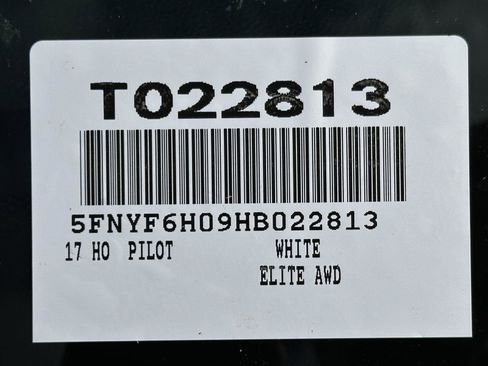 T022813
5FNYF6H09HB022813
17 HO PILOT WHITE
ELITE AWD